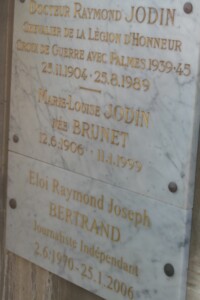 DOCTEUR RAYMOND JODIN
CHEVALIER DE LA LÉGION D'HONNEUR
CROIX DE GUERRE AVEC PALMES 1939-45
25.11.1904 - 25.8.1989
MARIE-LOUISE JODIN
NÉE BRUNET
12.6.1906 - 11.1.1999
Eloi Raymond Joseph
BERTRAND
Journaliste Indépendant
2.6.1970 - 25.1.2006